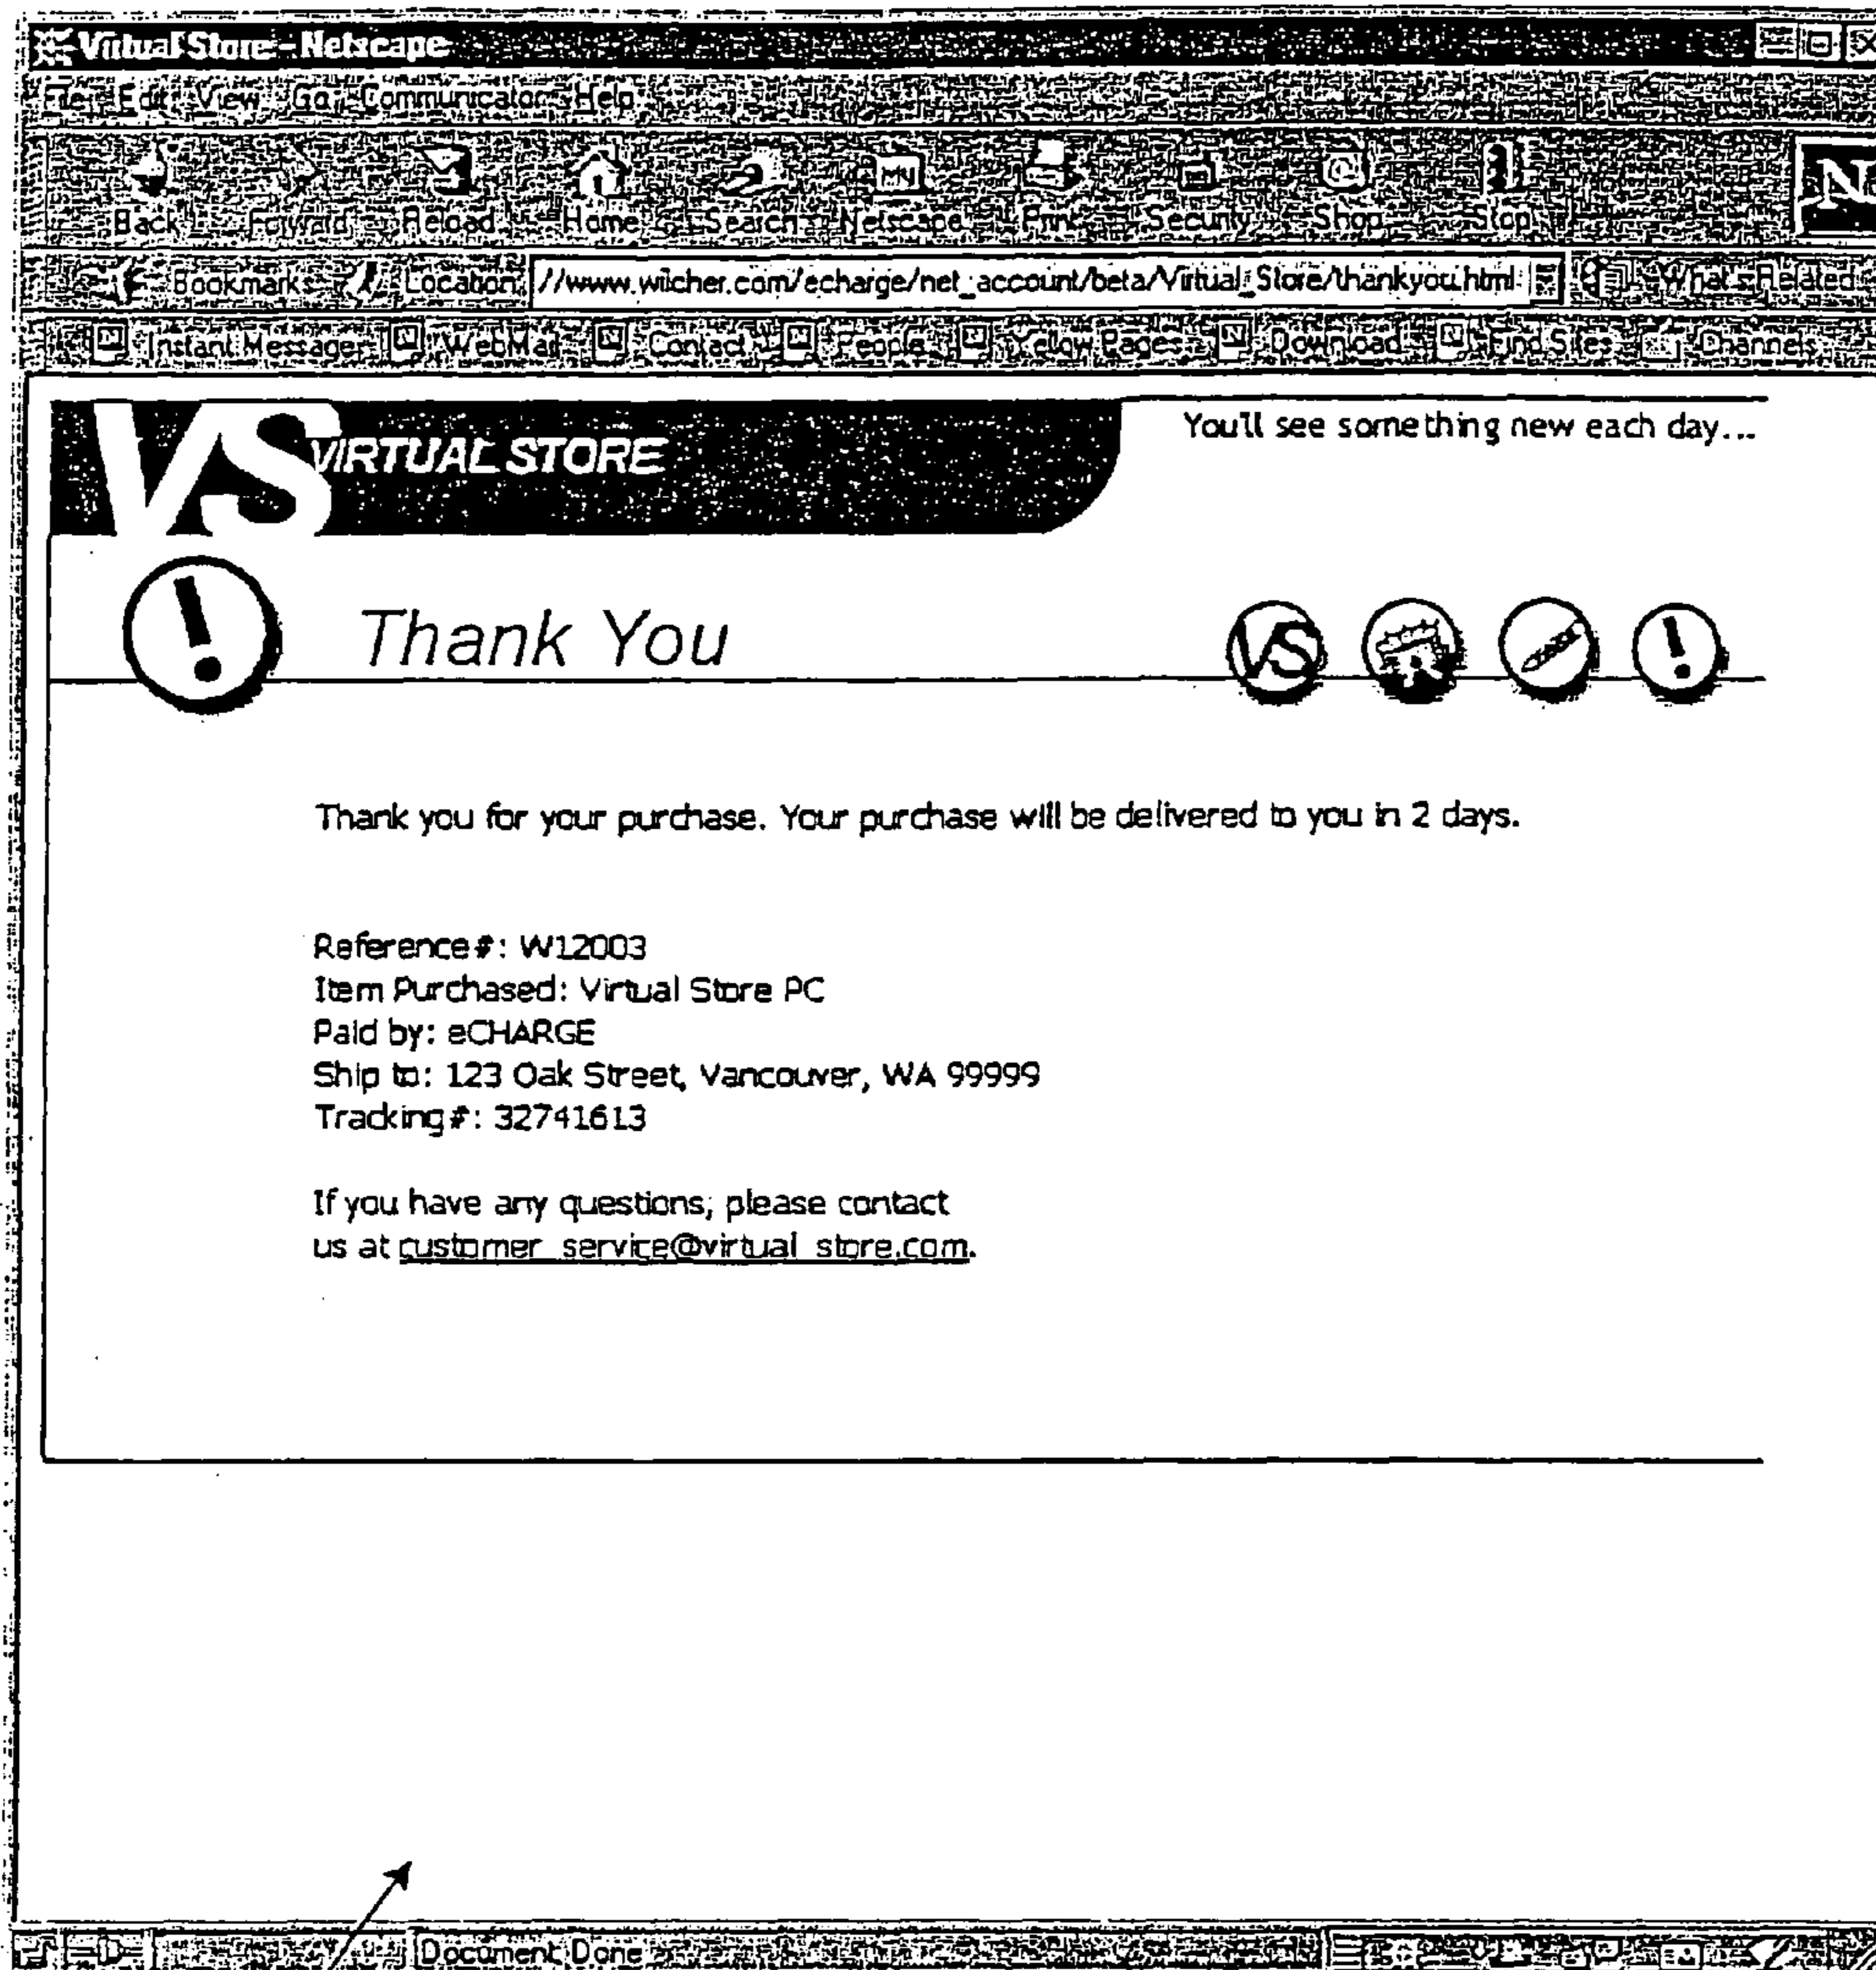 Virtual Store - Netscape
File Edit View Go Communicator Help
Back Forward Reload Home Search Netscape Print Security Shop Stop
My
N
Bookmarks Location: //www.wilcher.com/echarge/net_account/beta/Virtual_Store/thankyou.html What's Related
Instant Message WebMail Contact People Yellow Pages Download Find Sites Channels
VS VIRTUAL STORE
You'll see something new each day...
! Thank You
VS !
Thank you for your purchase. Your purchase will be delivered to you in 2 days.
Reference#: W12003
Item Purchased: Virtual Store PC
Paid by: eCHARGE
Ship to: 123 Oak Street, Vancouver, WA 99999
Tracking#: 32741613
If you have any questions, please contact
us at customer_service@virtual_store.com.
Document: Done